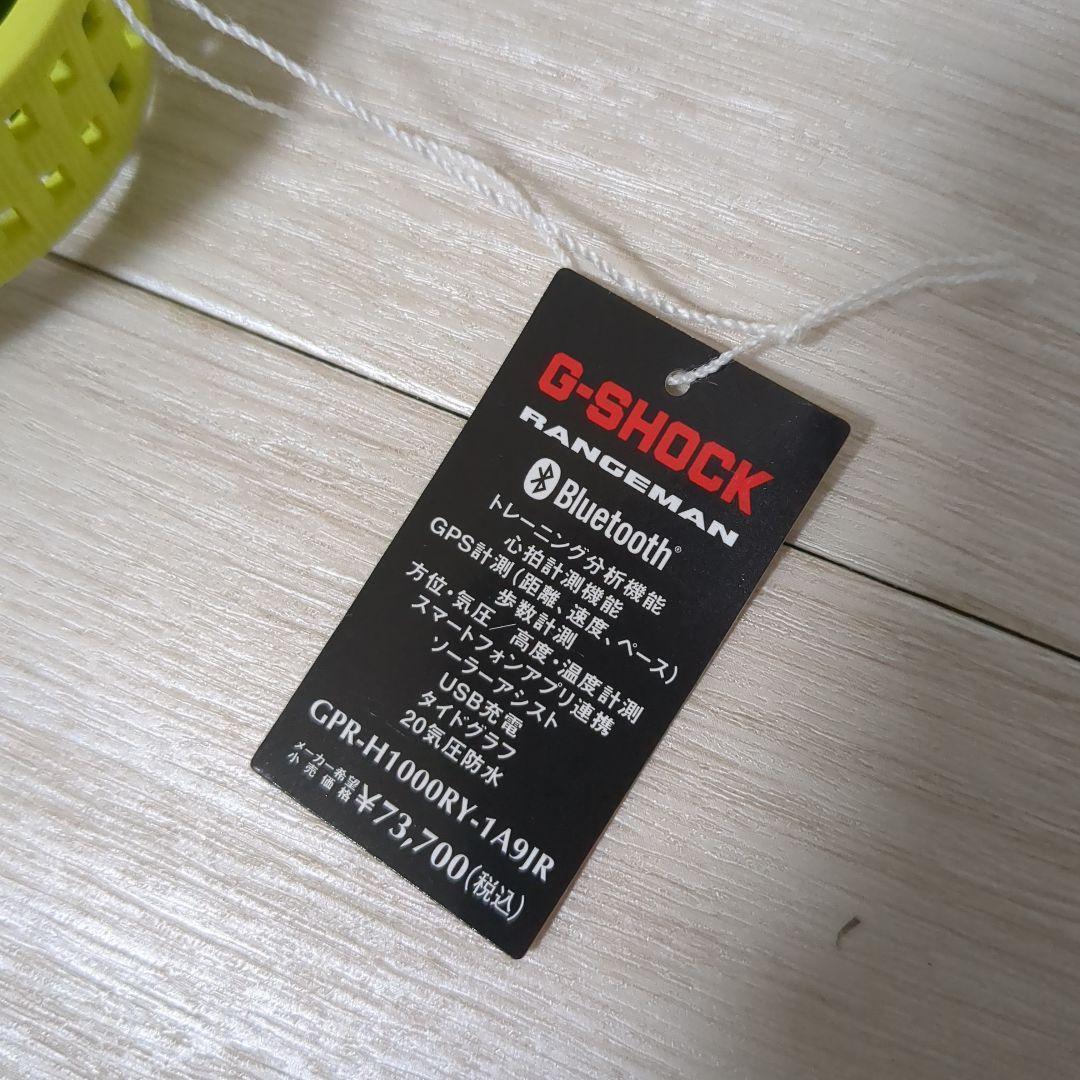 G-SHOCK
RANGEMAN
Bluetooth®
トレーニング分析機能
心拍計測機能
GPS計測(距離、速度、ペース)
歩数計測
方位・気圧/高度・温度計測
スマートフォンアプリ連携
ソーラーアシスト
USB充電
タイドグラフ
20気圧防水
GPR-H1000RY-1A9JR
メーカー希望
小売価格 ¥73,700(税込)